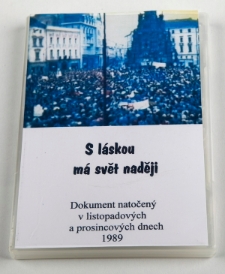 S láskou
má svět naději
Dokument natočený
v listopadových
a prosincových dnech
1989